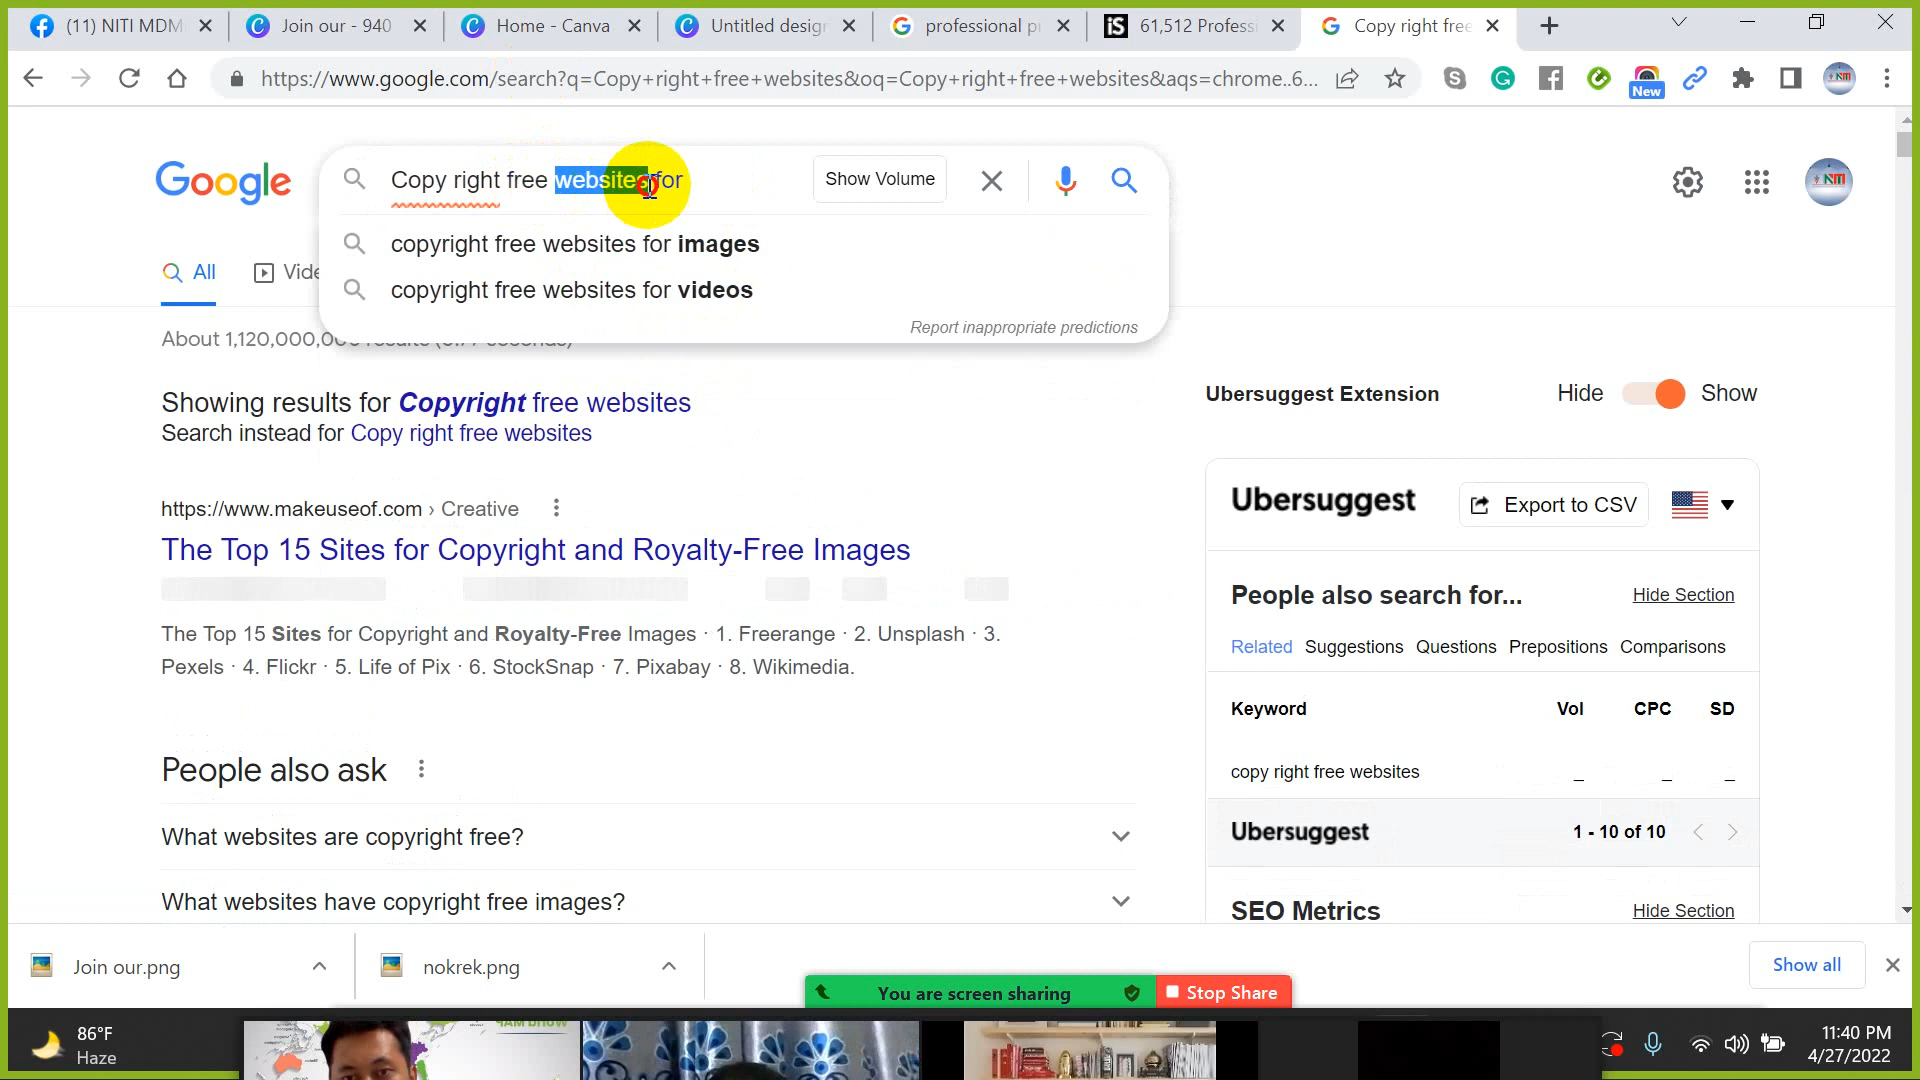 (11) NITI MDM
Join our - 940
Home - Canva
Untitled design
professional p
iS 61,512 Profess
Copy right free
https://www.google.com/search?q=Copy+right+free+websites&oq=Copy+right+free+websites&aqs=chrome..6...
New
Google
Copy right free websites for
Show Volume
copyright free websites for images
copyright free websites for videos
Report inappropriate predictions
All
Vide
About 1,120,000,0
Showing results for Copyright free websites
Search instead for Copy right free websites
https://www.makeuseof.com › Creative
The Top 15 Sites for Copyright and Royalty-Free Images
The Top 15 Sites for Copyright and Royalty-Free Images · 1. Freerange · 2. Unsplash · 3.
Pexels · 4. Flickr · 5. Life of Pix · 6. StockSnap · 7. Pixabay · 8. Wikimedia.
People also ask
What websites are copyright free?
What websites have copyright free images?
Ubersuggest Extension
Hide
Show
Ubersuggest
Export to CSV
People also search for...
Hide Section
Related Suggestions Questions Prepositions Comparisons
Keyword Vol CPC SD
copy right free websites _ _ _
Ubersuggest 1 - 10 of 10
SEO Metrics
Hide Section
Join our.png
nokrek.png
Show all
You are screen sharing
Stop Share
86°F
Haze
11:40 PM
4/27/2022